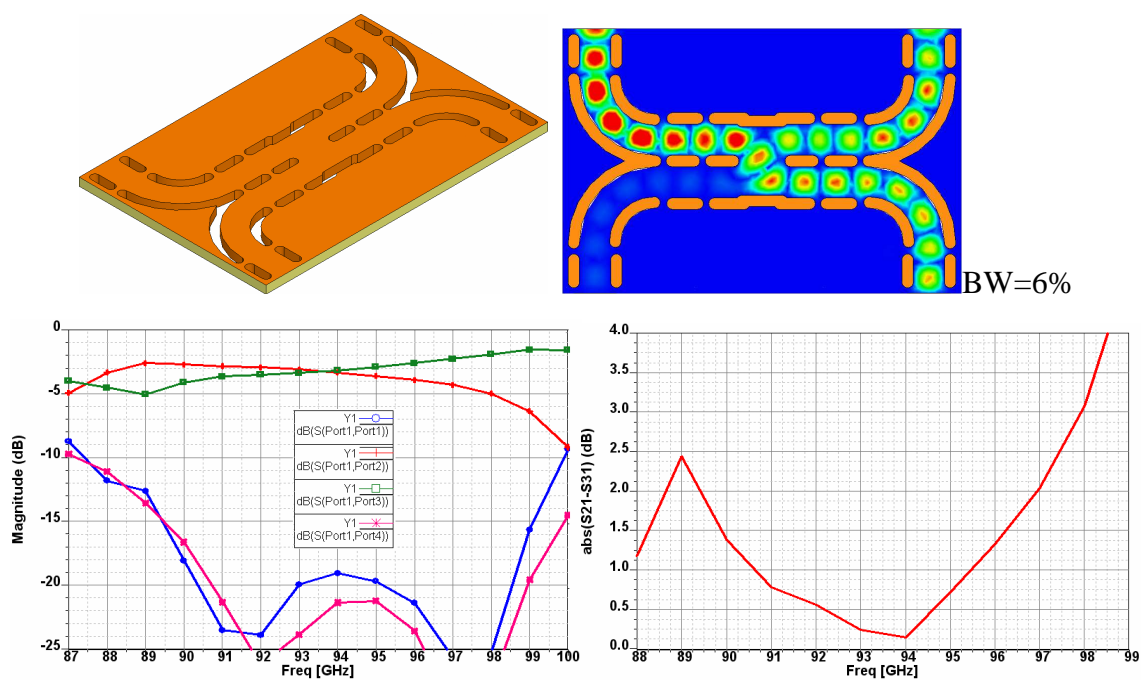 BW=6%
0
-5
-10
-15
-20
-25
Magnitude (dB)
Y1
dB(S(Port1,Port1))
Y1
dB(S(Port1,Port2))
Y1
dB(S(Port1,Port3))
Y1
dB(S(Port1,Port4))
87 88 89 90 91 92 93 94 95 96 97 98 99 100
Freq [GHz]
4.0
3.5
3.0
2.5
2.0
1.5
1.0
0.5
0.0
abs(S21-S31) (dB)
88 89 90 91 92 93 94 95 96 97 98 99
Freq [GHz]